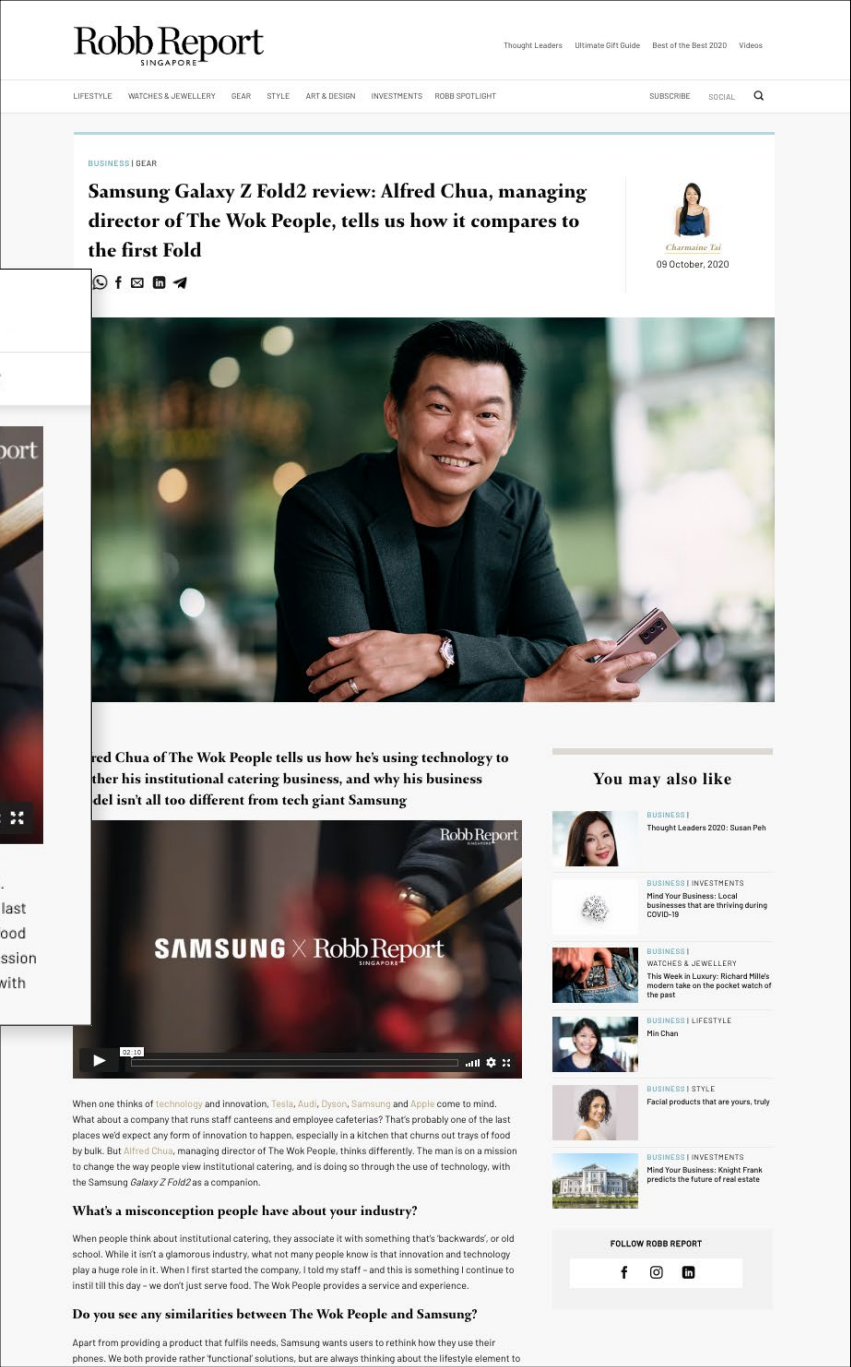 Robb Report
SINGAPORE
Thought Leaders Ultimate Gift Guide Best of the Best 2020 Videos
LIFESTYLE WATCHES & JEWELLERY GEAR STYLE ART & DESIGN INVESTMENTS ROBB SPOTLIGHT SUBSCRIBE SOCIAL
BUSINESS | GEAR
Samsung Galaxy Z Fold2 review: Alfred Chua, managing
director of The Wok People, tells us how it compares to
the first Fold
Charmaine Tai
09 October, 2020
port
last
ood
ssion
with
red Chua of The Wok People tells us how he's using technology to
ther his institutional catering business, and why his business
del isn't all too different from tech giant Samsung
Robb Report
SINGAPORE
SAMSUNG X Robb Report
SINGAPORE
02:10
When one thinks of technology and innovation, Tesla, Audi, Dyson, Samsung and Apple come to mind.
What about a company that runs staff canteens and employee cafeterias? That's probably one of the last
places we'd expect any form of innovation to happen, especially in a kitchen that churns out trays of food
by bulk. But Alfred Chua, managing director of The Wok People, thinks differently. The man is on a mission
to change the way people view institutional catering, and is doing so through the use of technology, with
the Samsung Galaxy Z Fold2 as a companion.
What's a misconception people have about your industry?
When people think about institutional catering, they associate it with something that's 'backwards', or old
school. While it isn't a glamorous industry, what not many people know is that innovation and technology
play a huge role in it. When I first started the company, I told my staff – and this is something I continue to
instil till this day – we don't just serve food. The Wok People provides a service and experience.
Do you see any similarities between The Wok People and Samsung?
Apart from providing a product that fulfils needs, Samsung wants users to rethink how they use their
phones. We both provide rather 'functional' solutions, but are always thinking about the lifestyle element to
You may also like
BUSINESS |
Thought Leaders 2020: Susan Peh
BUSINESS | INVESTMENTS
Mind Your Business: Local
businesses that are thriving during
COVID-19
BUSINESS |
WATCHES & JEWELLERY
This Week in Luxury: Richard Mille's
modern take on the pocket watch of
the past
BUSINESS | LIFESTYLE
Min Chan
BUSINESS | STYLE
Facial products that are yours, truly
BUSINESS | INVESTMENTS
Mind Your Business: Knight Frank
predicts the future of real estate
FOLLOW ROBB REPORT